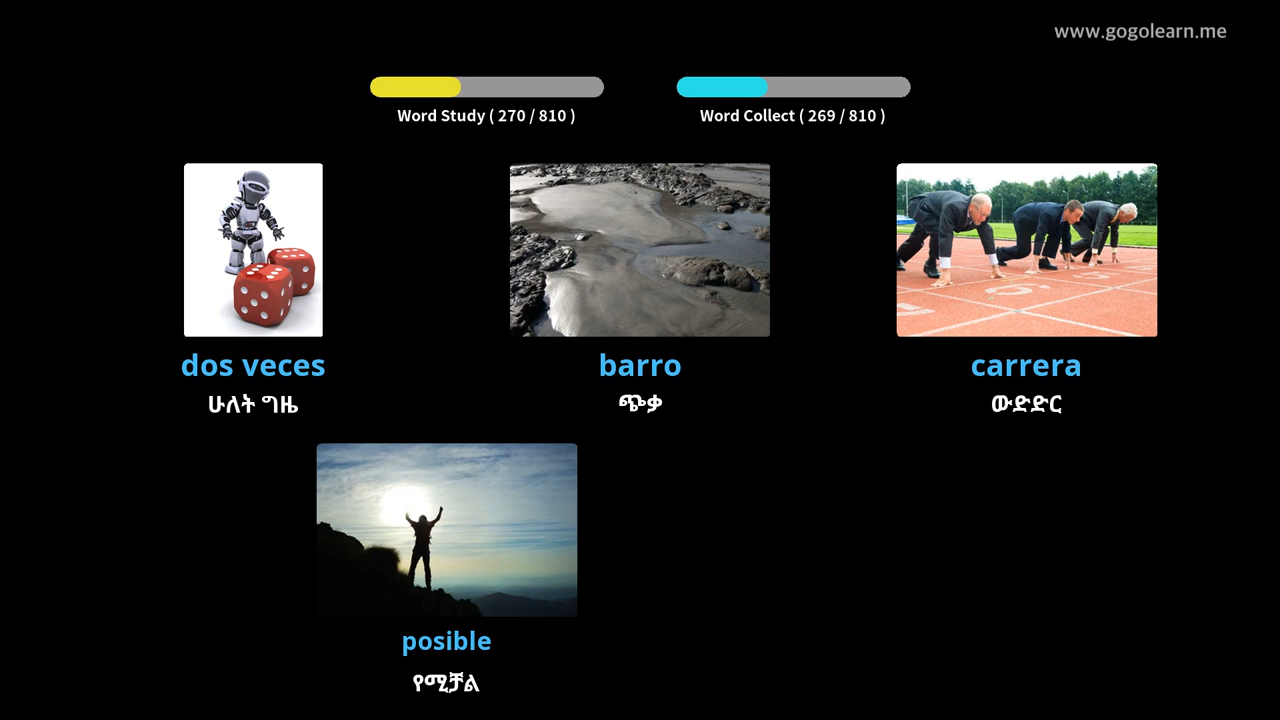 www.gogolearn.me
Word Study ( 270 / 810 )
Word Collect ( 269 / 810 )
dos veces
ሁለት ግዜ
barro
ጭቃ
carrera
ውድድር
posible
የሚቻል